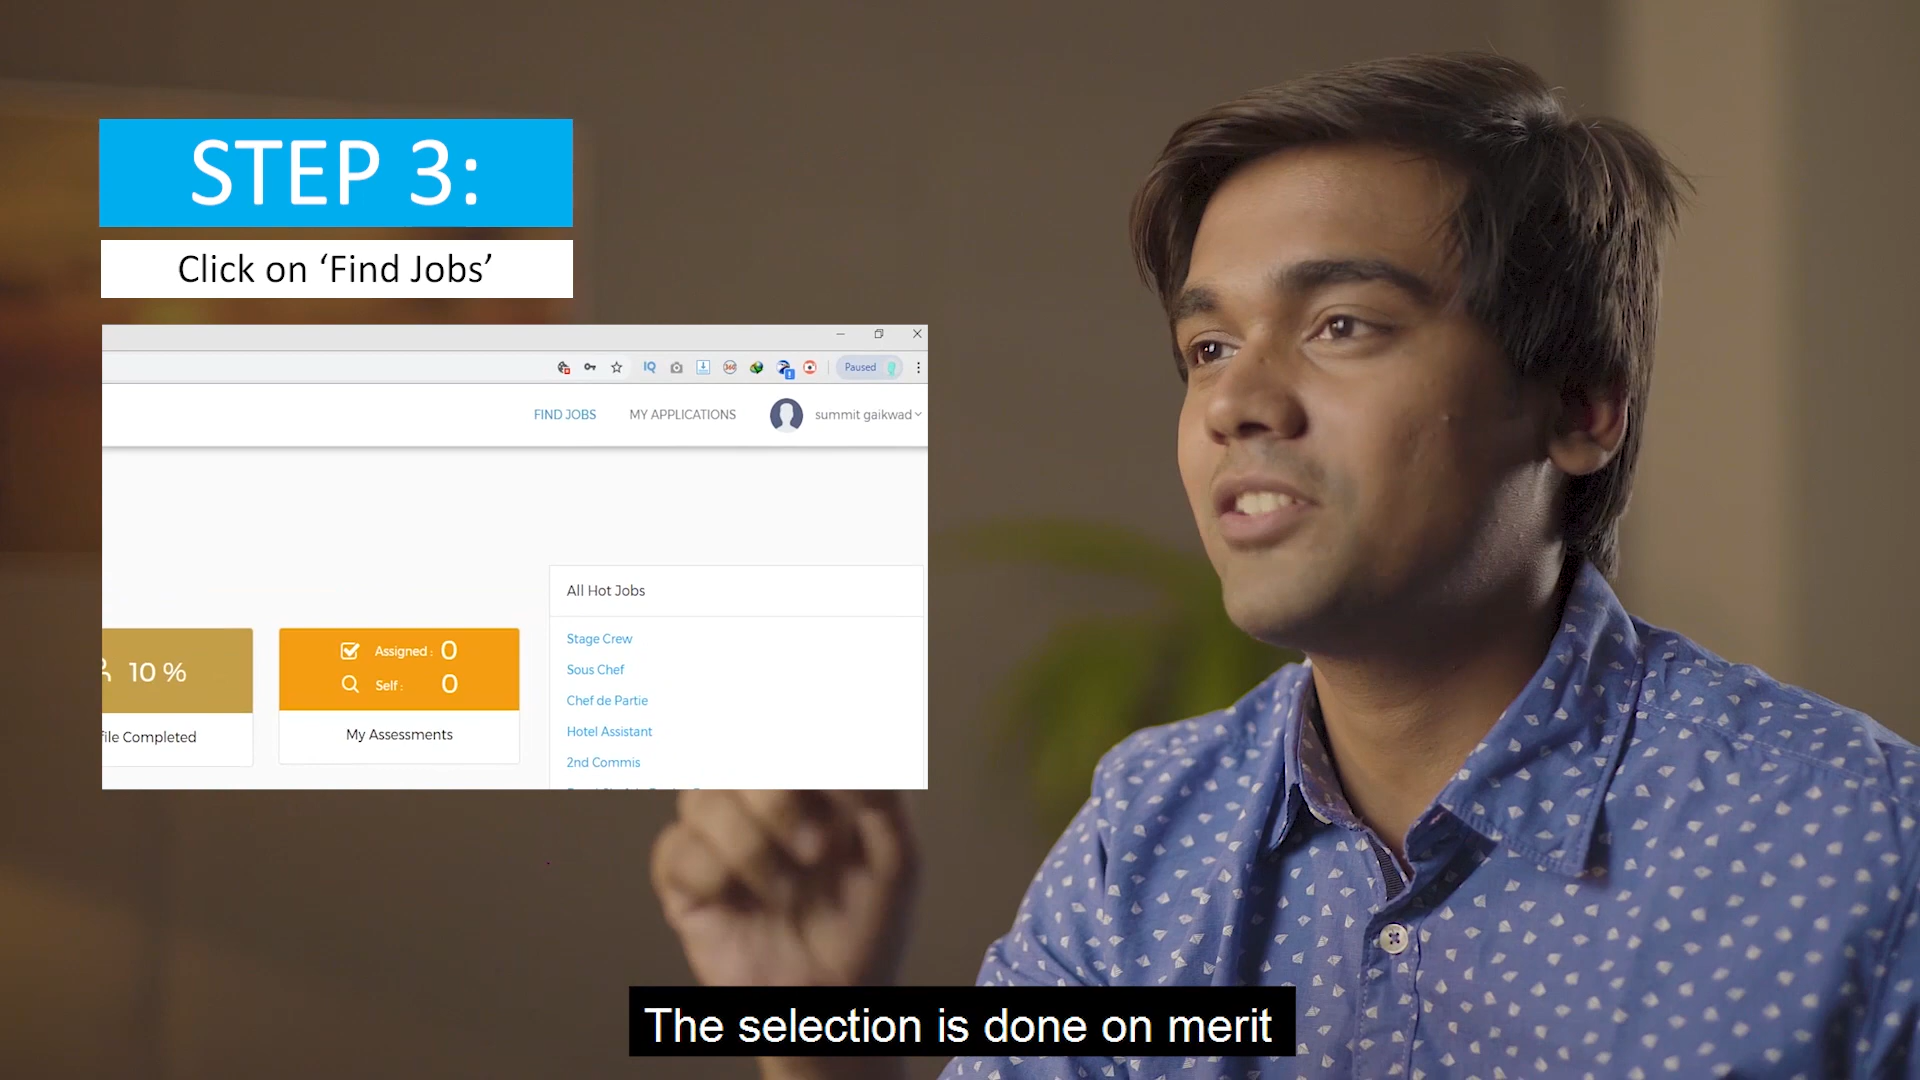 STEP 3:
Click on ‘Find Jobs’
Paused
FIND JOBS MY APPLICATIONS summit gaikwad
All Hot Jobs
Stage Crew
Sous Chef
Chef de Partie
Hotel Assistant
2nd Commis
10 %
file Completed
Assigned : 0
Self : 0
My Assessments
The selection is done on merit